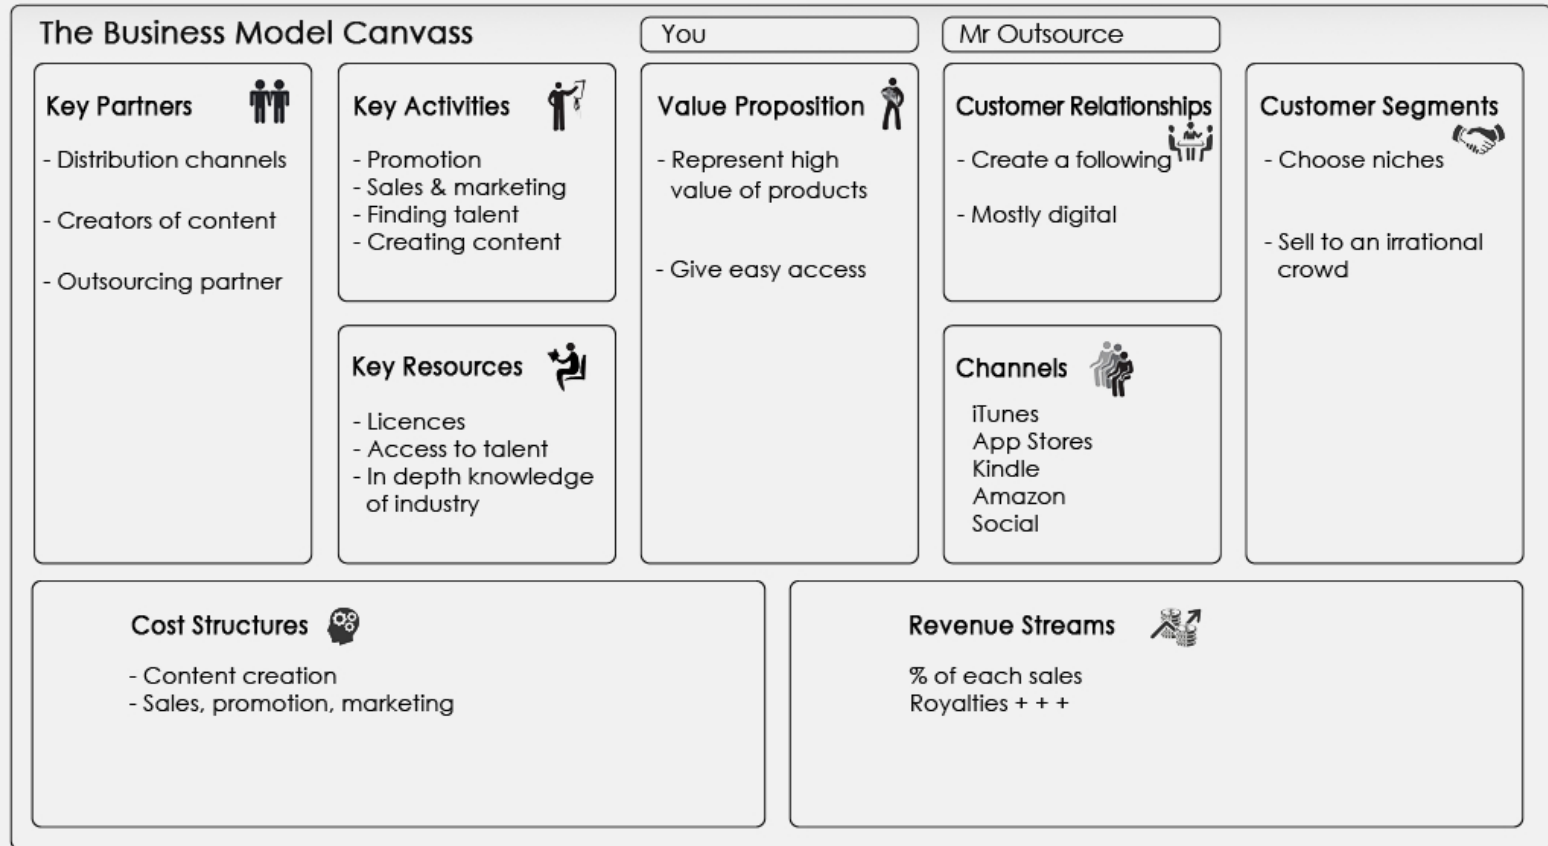 The Business Model Canvass
You
Mr Outsource
Key Partners
- Distribution channels
- Creators of content
- Outsourcing partner
Key Activities
- Promotion
- Sales & marketing
- Finding talent
- Creating content
Key Resources
- Licences
- Access to talent
- In depth knowledge
of industry
Value Proposition
- Represent high
value of products
- Give easy access
Customer Relationships
- Create a following
- Mostly digital
Channels
iTunes
App Stores
Kindle
Amazon
Social
Customer Segments
- Choose niches
- Sell to an irrational
crowd
Cost Structures
- Content creation
- Sales, promotion, marketing
Revenue Streams
% of each sales
Royalties + + +